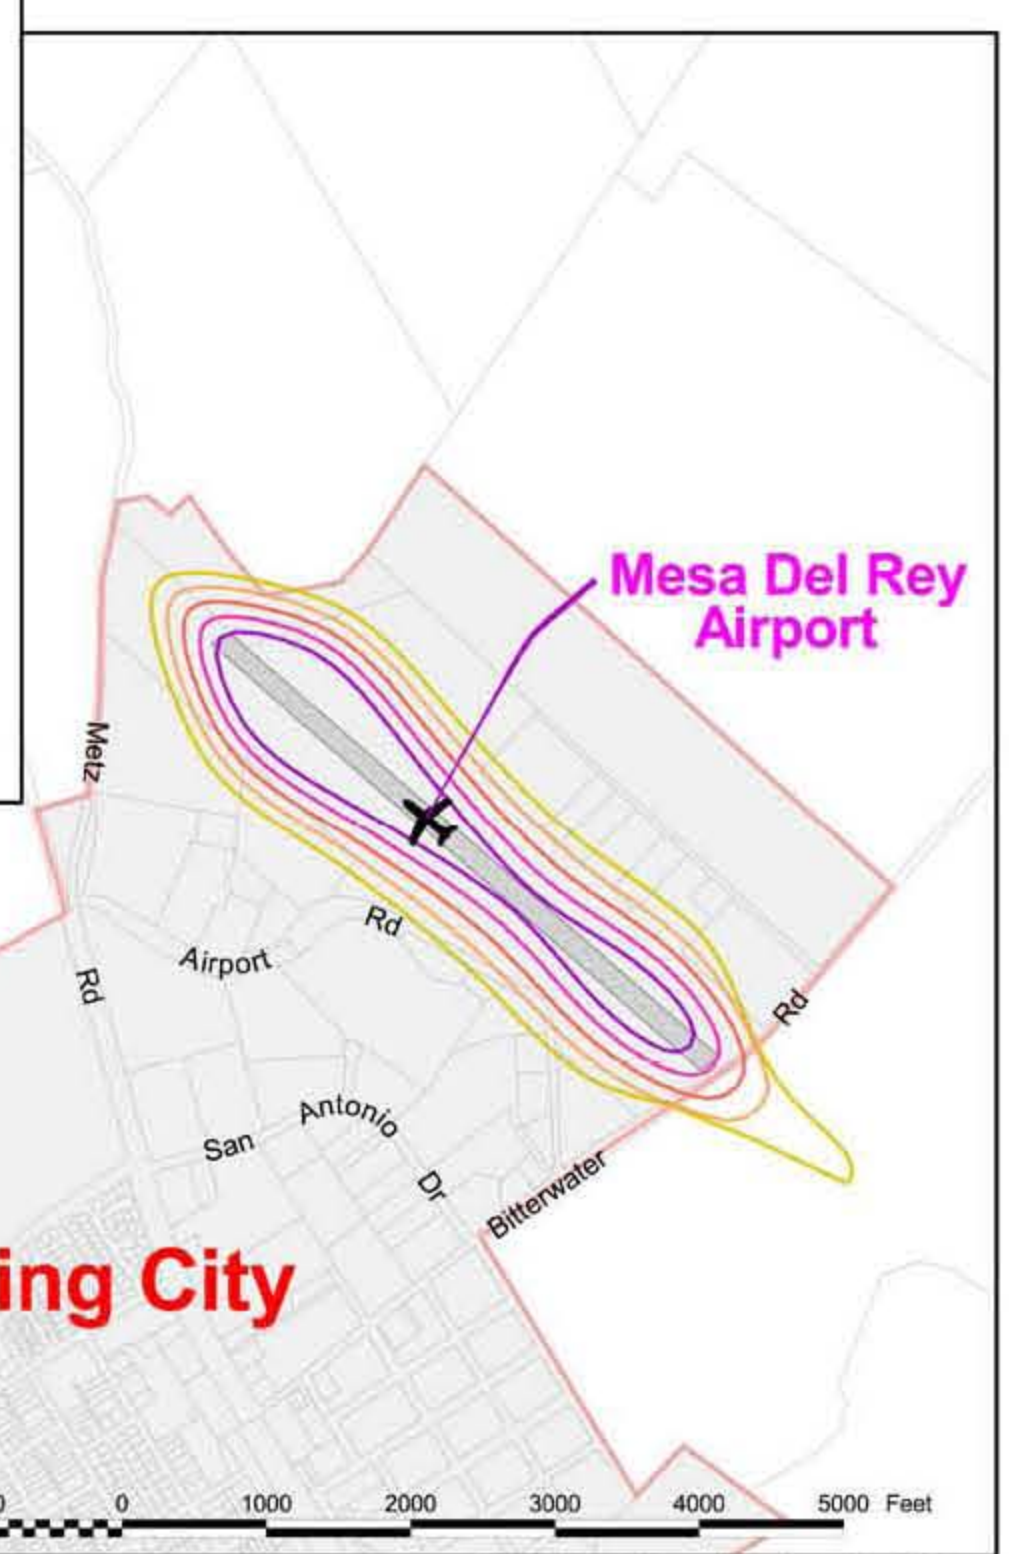 Mesa Del Rey
Airport
Metz
Rd
Airport
Rd
Rd
San
Antonio
Dr
Bitterwater
ing City
0
0
1000
2000
3000
4000
5000 Feet